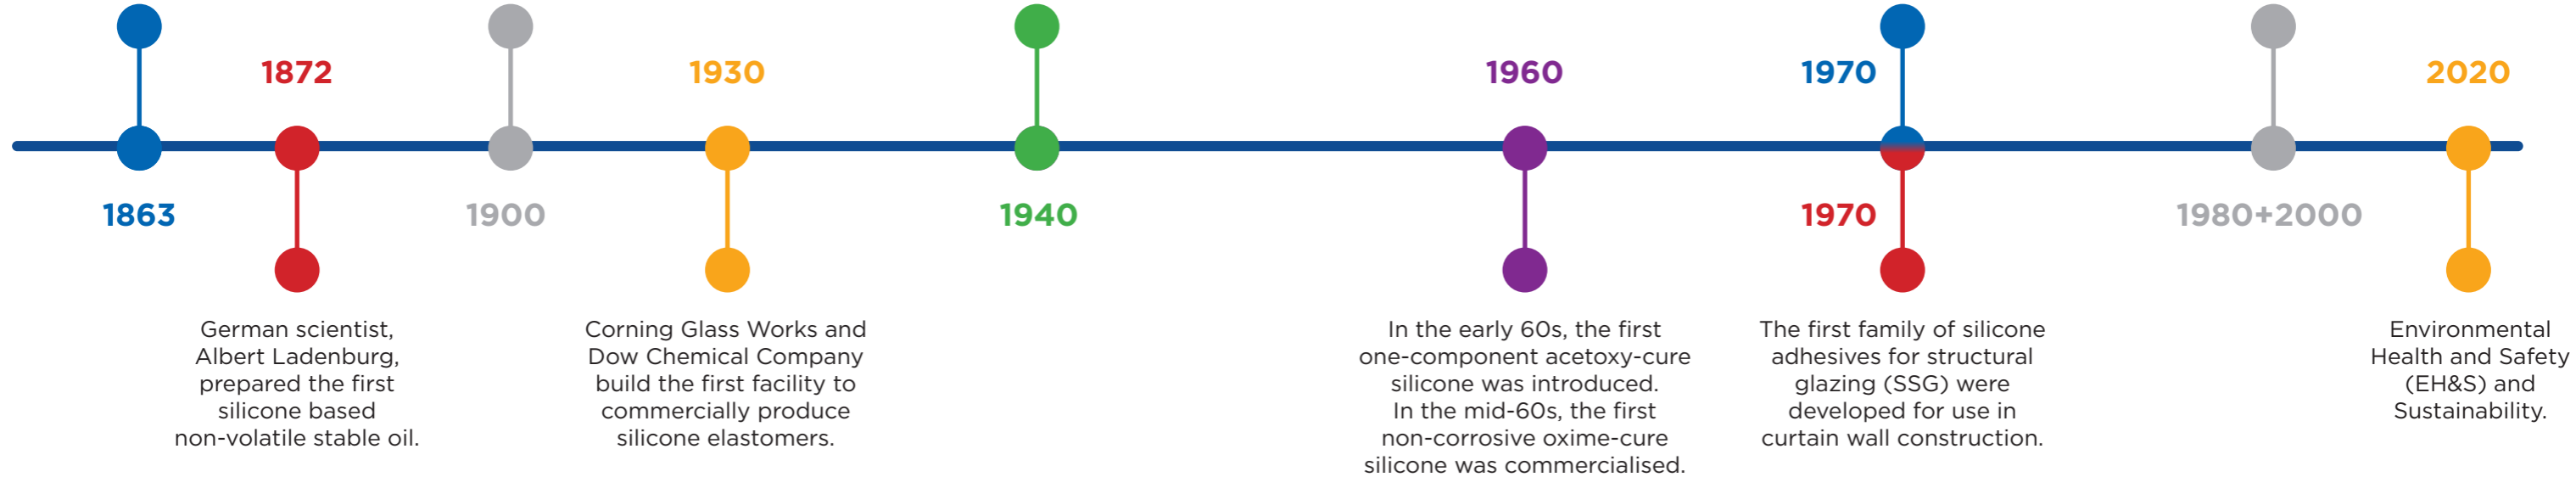 1872
1930
1960
1970
2020
1863
1900
1940
1970
1980+2000
German scientist,
Albert Ladenburg,
prepared the first
silicone based
non-volatile stable oil.
Corning Glass Works and
Dow Chemical Company
build the first facility to
commercially produce
silicone elastomers.
In the early 60s, the first
one-component acetoxy-cure
silicone was introduced.
In the mid-60s, the first
non-corrosive oxime-cure
silicone was commercialised.
The first family of silicone
adhesives for structural
glazing (SSG) were
developed for use in
curtain wall construction.
Environmental
Health and Safety
(EH&S) and
Sustainability.